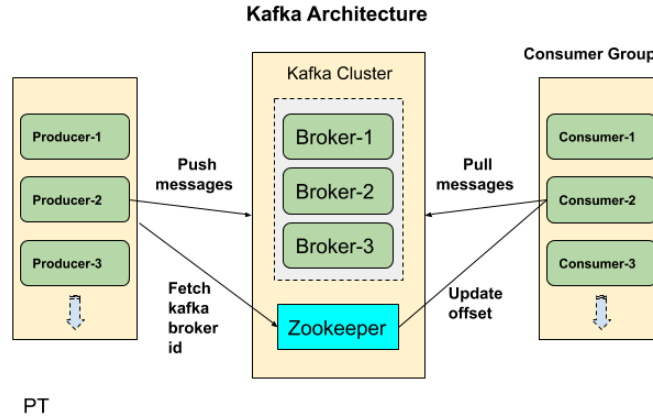 Kafka Architecture
Consumer Group
Kafka Cluster
Producer-1
Producer-2
Producer-3
Push
messages
Fetch
kafka
broker
id
Broker-1
Broker-2
Broker-3
Zookeeper
Pull
messages
Update
offset
Consumer-1
Consumer-2
Consumer-3
PT